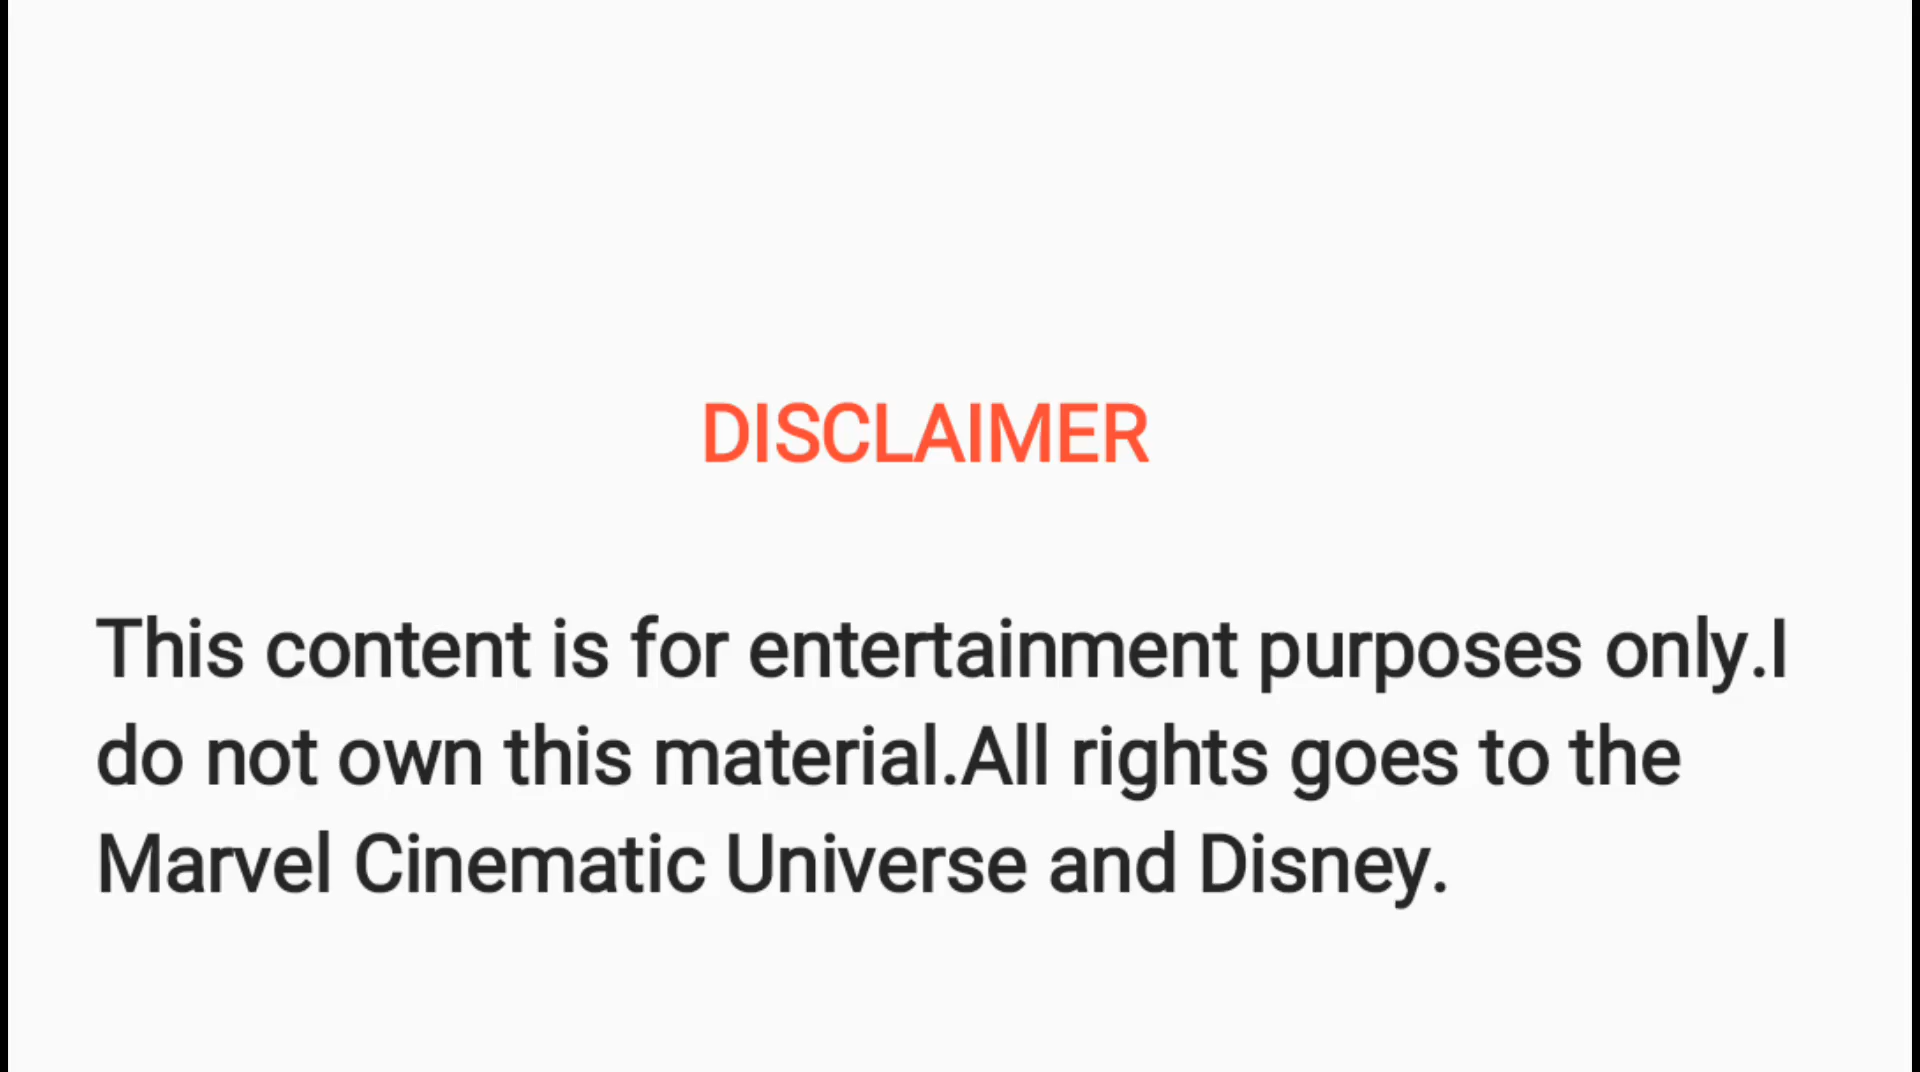 DISCLAIMER
This content is for entertainment purposes only.I
do not own this material.All rights goes to the
Marvel Cinematic Universe and Disney.